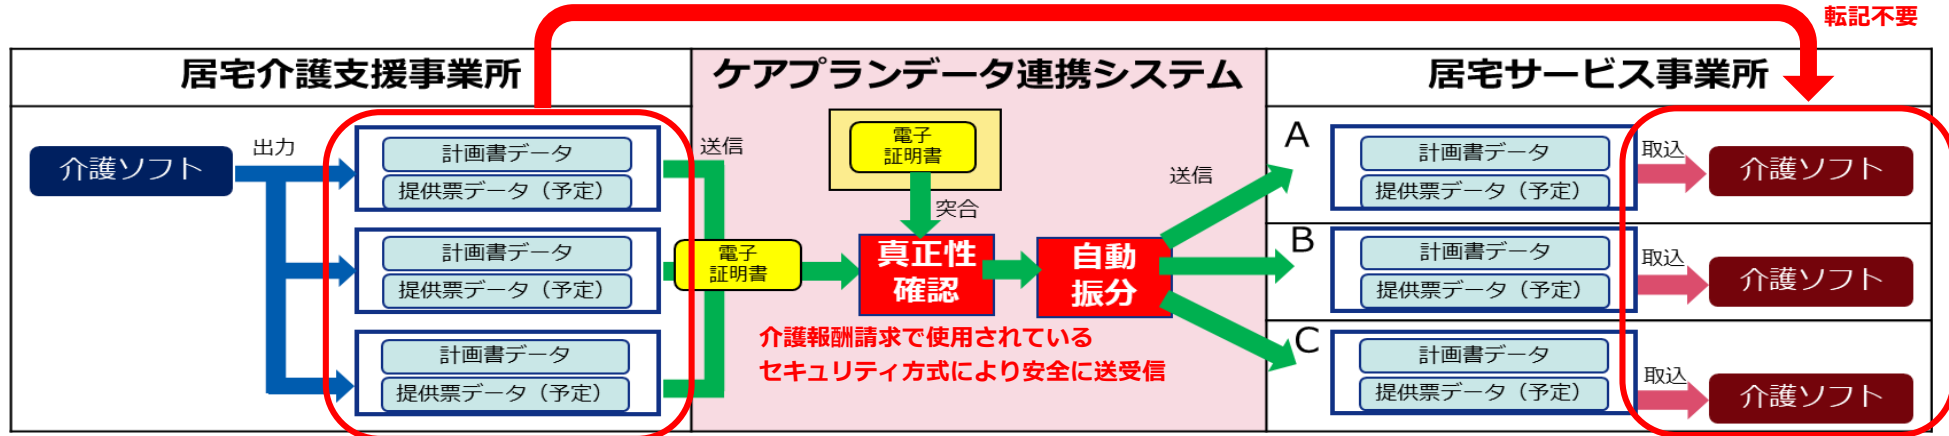 転記不要
居宅介護支援事業所
ケアプランデータ連携システム
居宅サービス事業所
介護ソフト
出力
計画書データ
提供票データ（予定）
計画書データ
提供票データ（予定）
計画書データ
提供票データ（予定）
送信
電子
証明書
電子
証明書
突合
真正性
確認
自動
振分
介護報酬請求で使用されている
セキュリティ方式により安全に送受信
送信
A
計画書データ
提供票データ（予定）
取込
介護ソフト
B
計画書データ
提供票データ（予定）
取込
介護ソフト
C
計画書データ
提供票データ（予定）
取込
介護ソフト